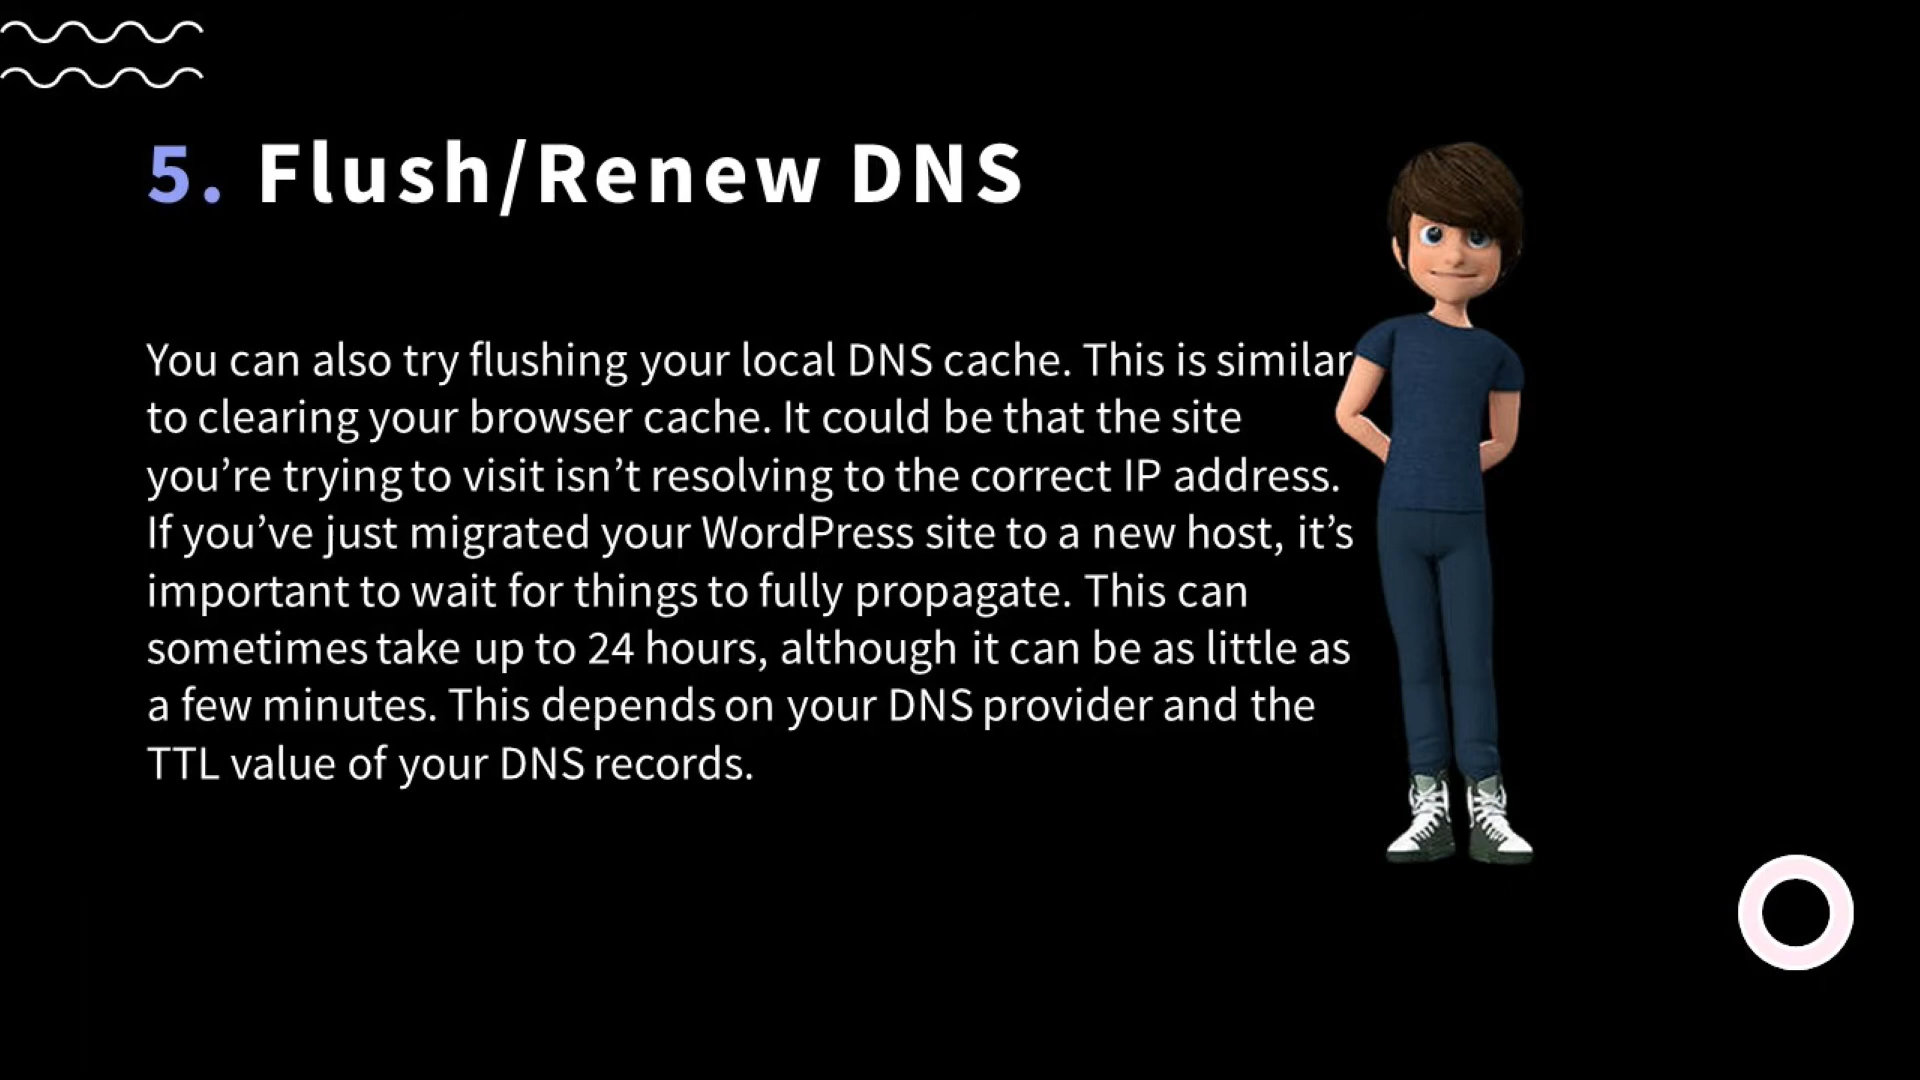 5. Flush/Renew DNS
You can also try flushing your local DNS cache. This is similar
to clearing your browser cache. It could be that the site
you’re trying to visit isn’t resolving to the correct IP address.
If you’ve just migrated your WordPress site to a new host, it’s
important to wait for things to fully propagate. This can
sometimes take up to 24 hours, although it can be as little as
a few minutes. This depends on your DNS provider and the
TTL value of your DNS records.